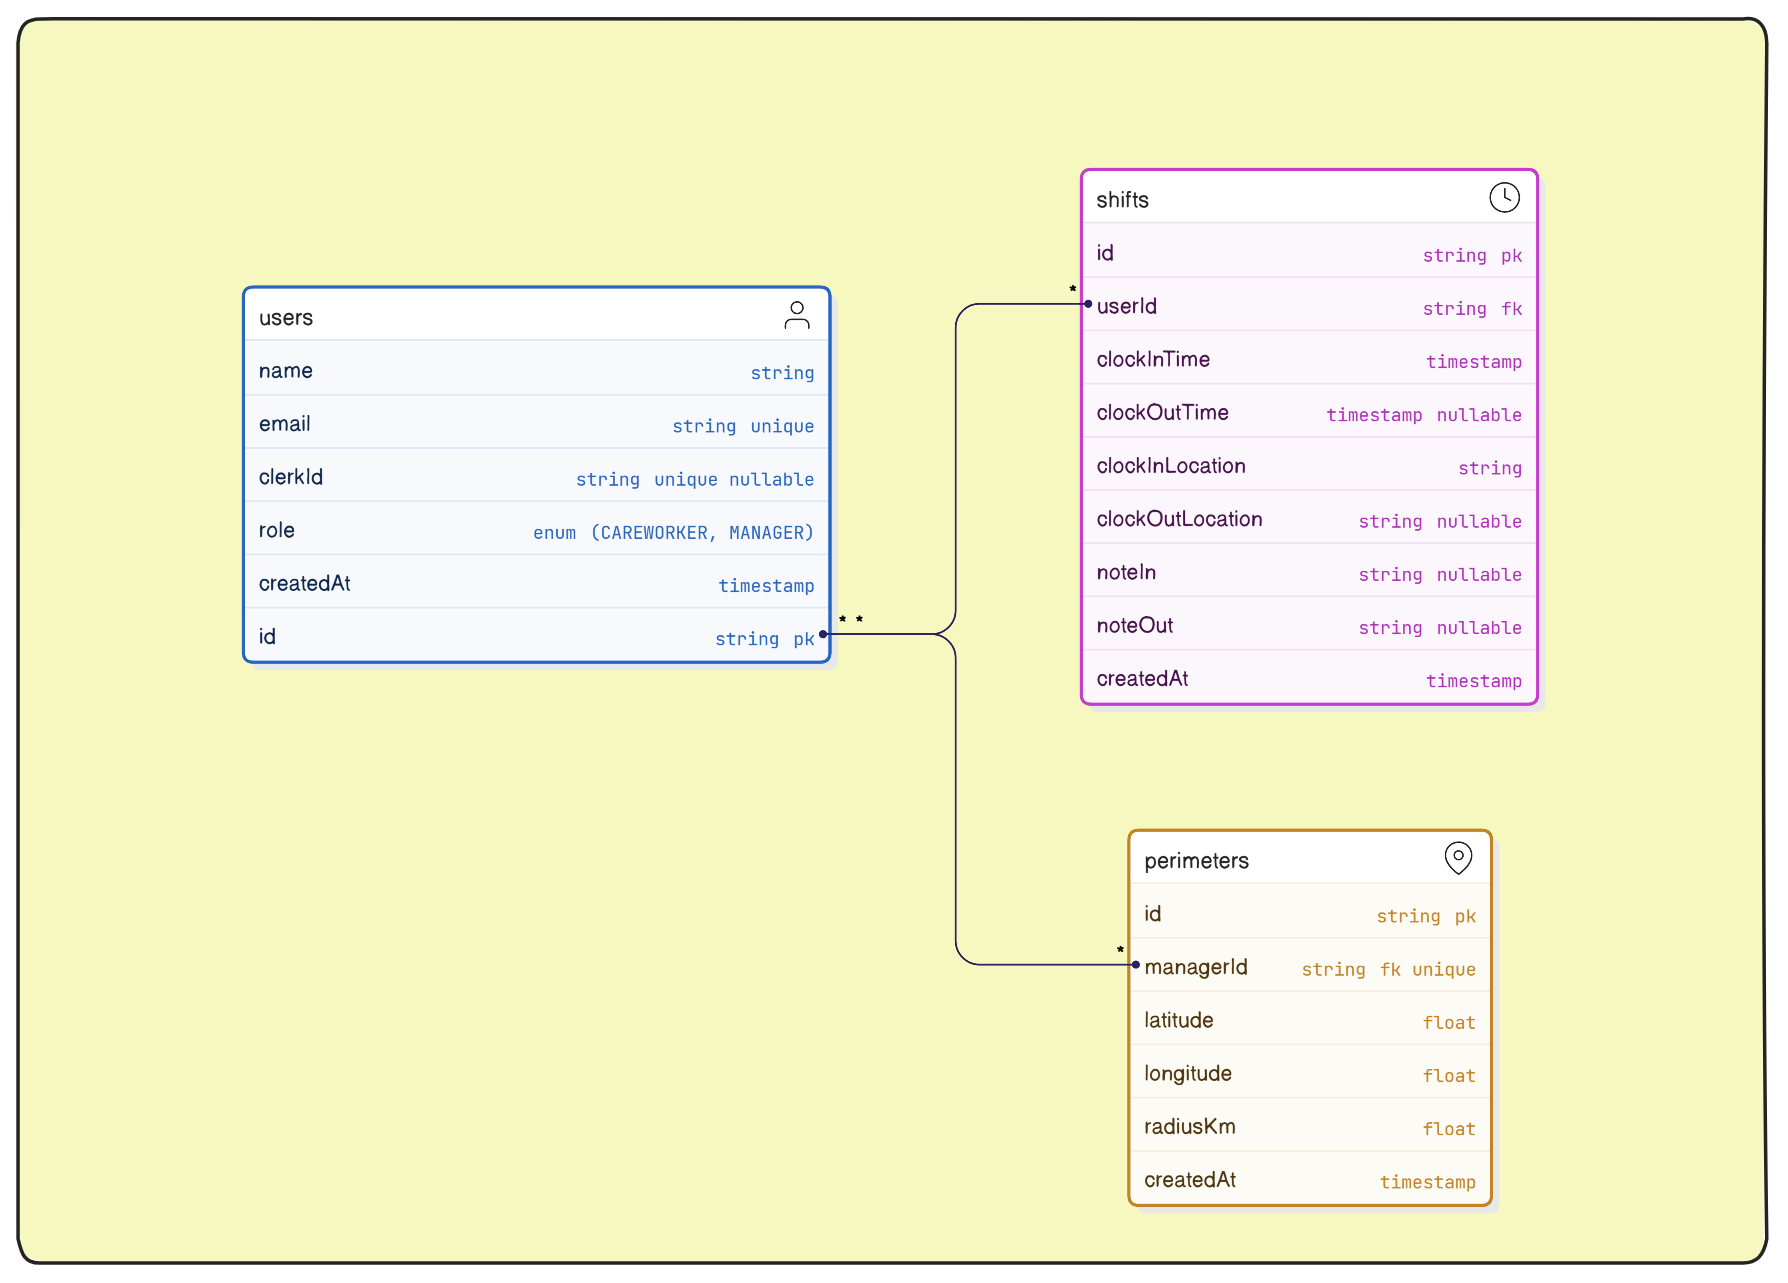 users
name string
email string unique
clerkId string unique nullable
role enum (CAREWORKER, MANAGER)
createdAt timestamp
id string pk
* *
shifts
id string pk
*
userId string fk
clockInTime timestamp
clockOutTime timestamp nullable
clockInLocation string
clockOutLocation string nullable
noteIn string nullable
noteOut string nullable
createdAt timestamp
perimeters
id string pk
*
managerId string fk unique
latitude float
longitude float
radiusKm float
createdAt timestamp